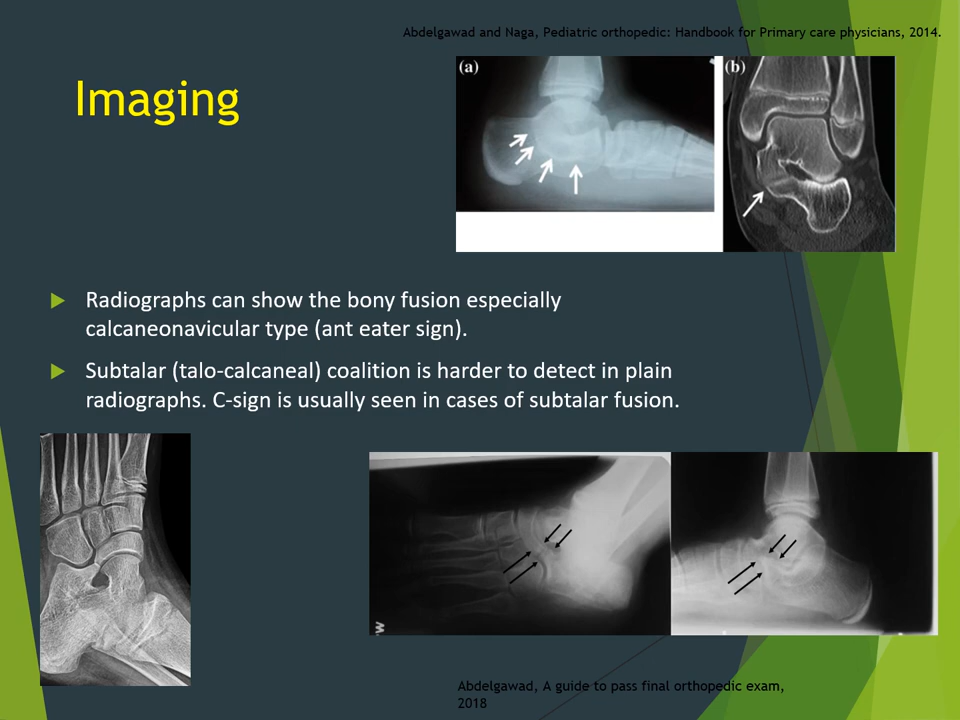 Abdelgawad and Naga, Pediatric orthopedic: Handbook for Primary care physicians, 2014.
Imaging
(a)
(b)
Radiographs can show the bony fusion especially
calcaneonavicular type (ant eater sign).
Subtalar (talo-calcaneal) coalition is harder to detect in plain
radiographs. C-sign is usually seen in cases of subtalar fusion.
Abdelgawad, A guide to pass final orthopedic exam,
2018